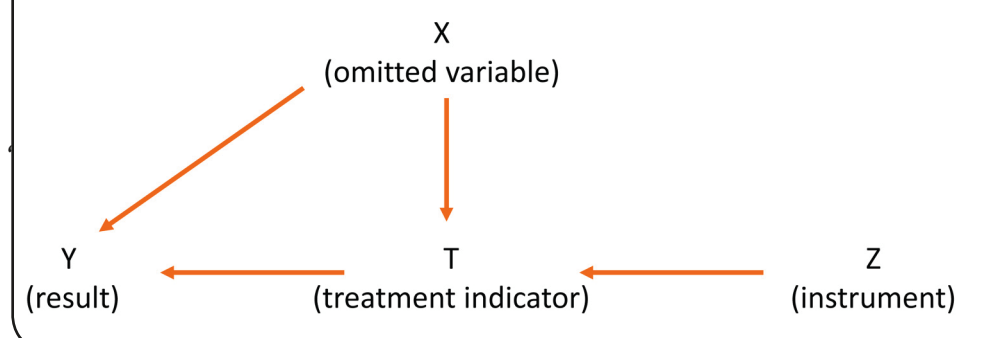 X
(omitted variable)
Y
(result)
T
(treatment indicator)
Z
(instrument)